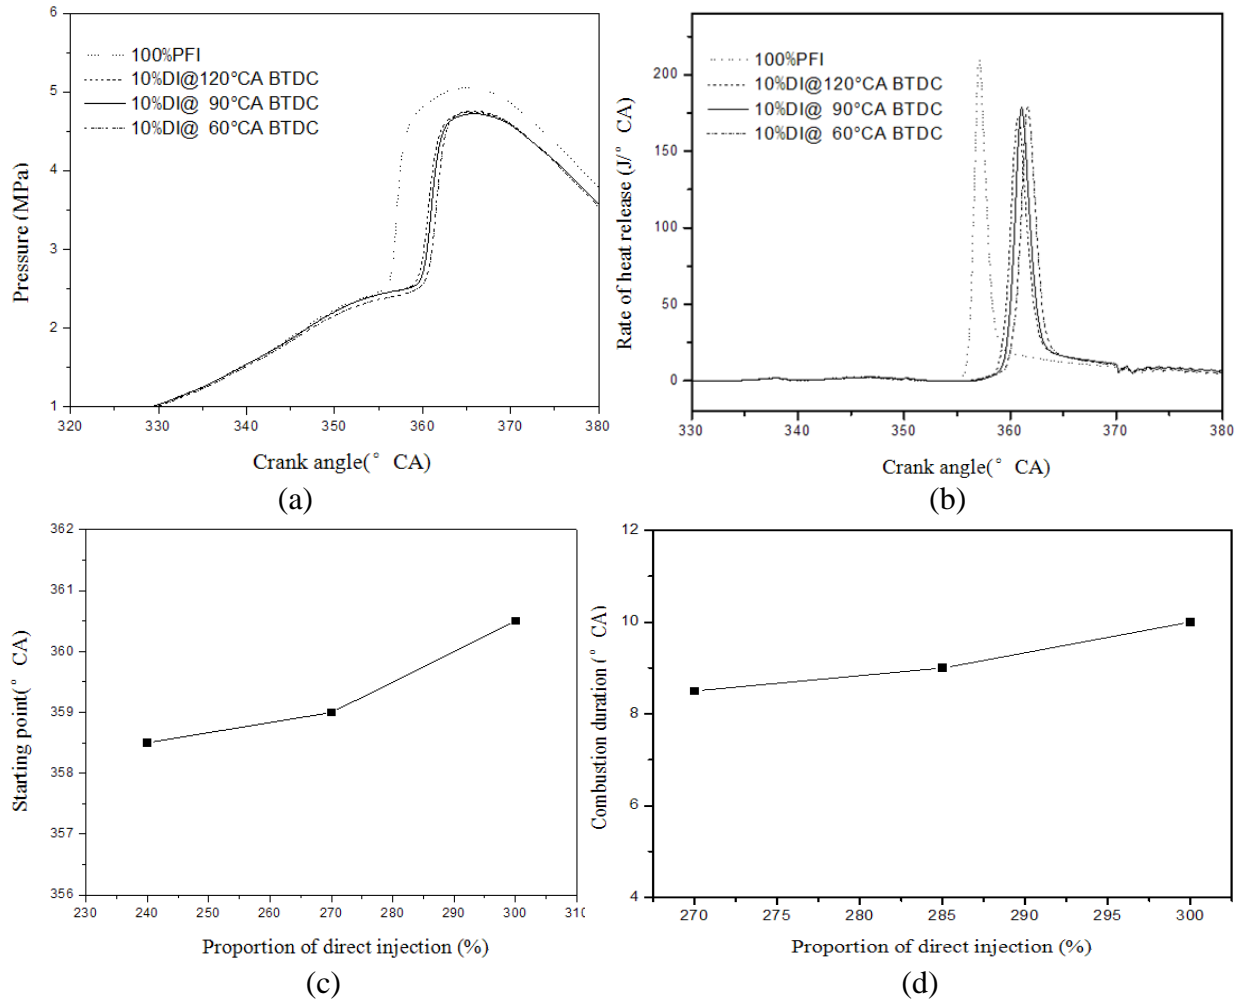 100%PFI
10%DI@120°CA BTDC
10%DI@ 90°CA BTDC
10%DI@ 60°CA BTDC
6
5
4
3
2
1
320
330
340
350
360
370
380
Pressure (MPa)
Crank angle(° CA)
(a)
100%PFI
10%DI@120°CA BTDC
10%DI@ 90°CA BTDC
10%DI@ 60°CA BTDC
200
150
100
50
0
330
340
350
360
370
380
Rate of heat release (J/° CA)
Crank angle(° CA)
(b)
362
361
360
359
358
357
356
230
240
250
260
270
280
290
300
310
Starting point(° CA)
Proportion of direct injection (%)
(c)
12
10
8
6
4
270
275
280
285
290
295
300
Combustion duration (° CA)
Proportion of direct injection (%)
(d)